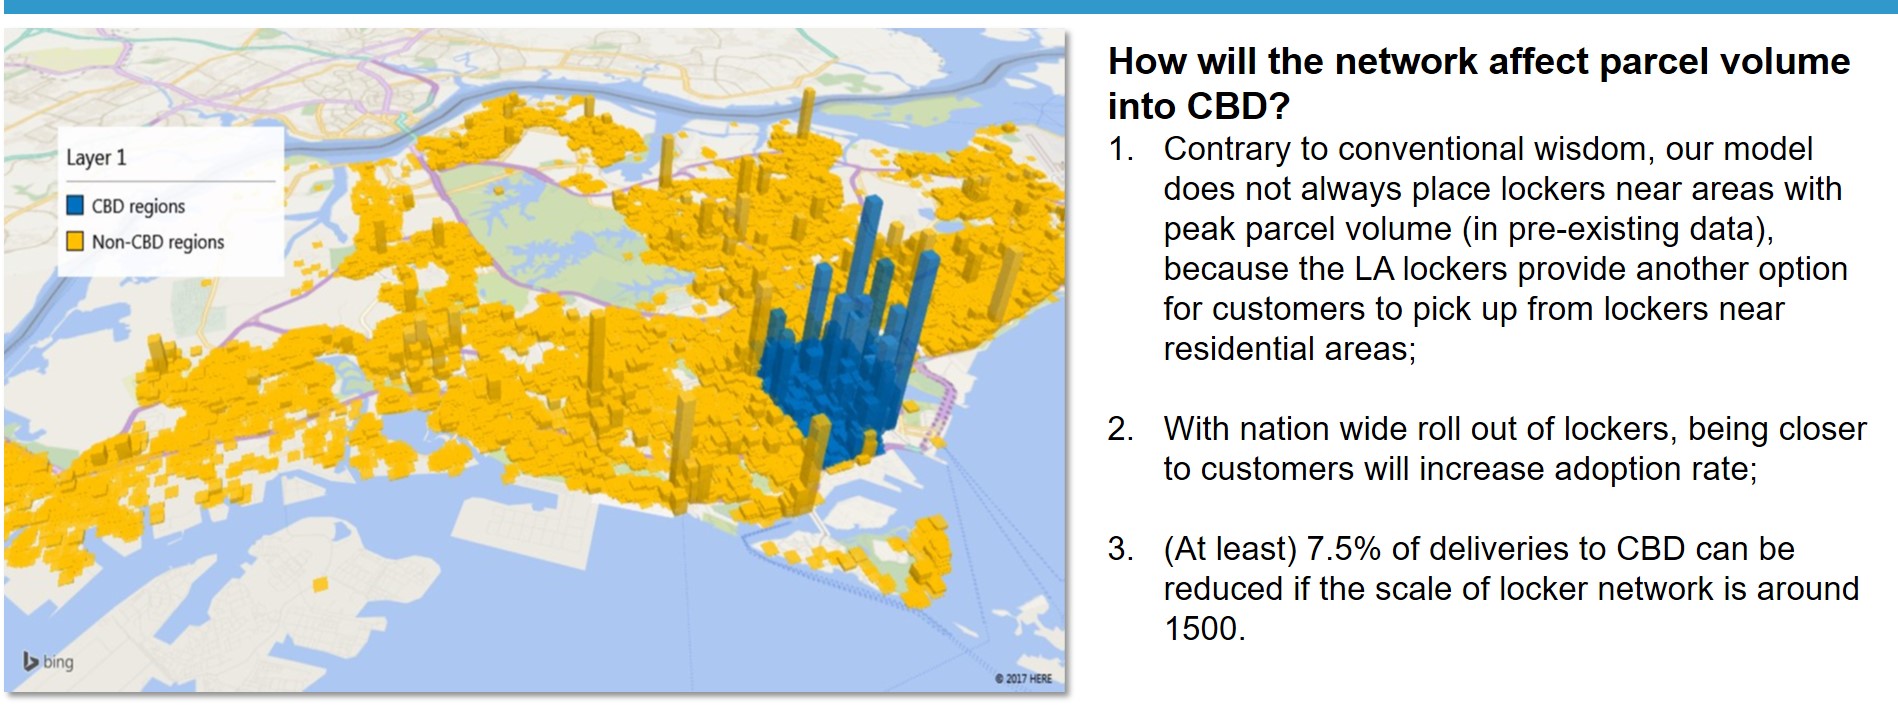 How will the network affect parcel volume
into CBD?
1. Contrary to conventional wisdom, our model
does not always place lockers near areas with
peak parcel volume (in pre-existing data),
because the LA lockers provide another option
for customers to pick up from lockers near
residential areas;
2. With nation wide roll out of lockers, being closer
to customers will increase adoption rate;
3. (At least) 7.5% of deliveries to CBD can be
reduced if the scale of locker network is around
1500.
Layer 1
CBD regions
Non-CBD regions
bing
© 2017 HERE